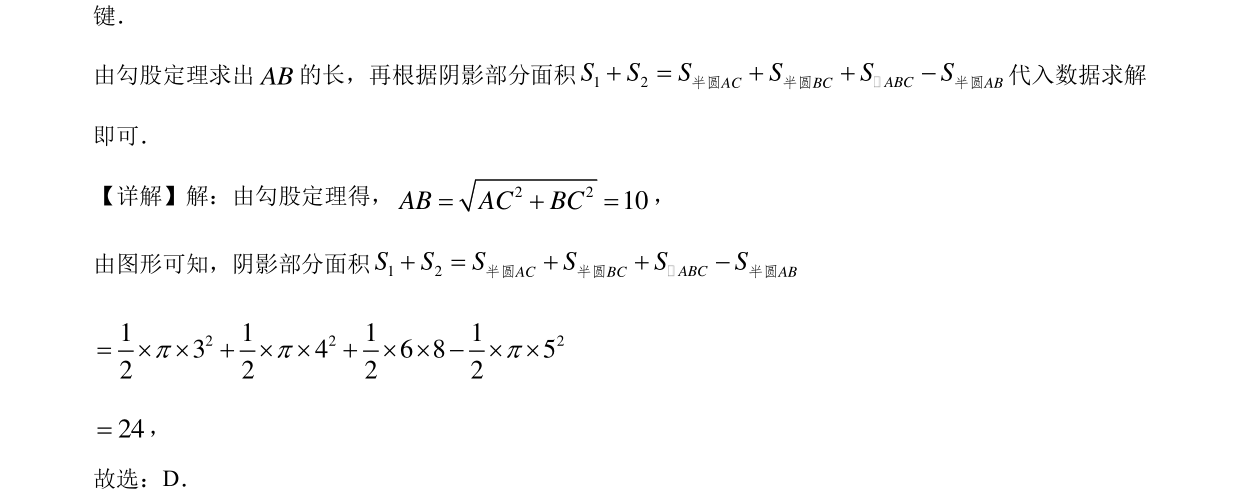 键．
由勾股定理求出 AB 的长，再根据阴影部分面积 S₁ + S₂ = S半圆AC + S半圆BC + S□ABC − S半圆AB 代入数据求解
即可．
【详解】解：由勾股定理得， AB = √(AC² + BC²) = 10 ，
由图形可知，阴影部分面积 S₁ + S₂ = S半圆AC + S半圆BC + S□ABC − S半圆AB
= 1/2 × π × 3² + 1/2 × π × 4² + 1/2 × 6 × 8 − 1/2 × π × 5²
= 24 ，
故选：D．